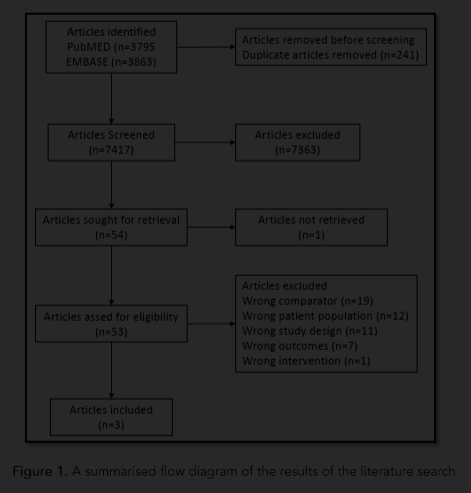 Articles identified
PubMED (n=3795
EMBASE (n=3863)
Articles removed before screening
Duplicate articles removed (n=241)
Articles Screened
(n=7417)
Articles excluded
(n=7363)
Articles sought for retrieval
(n=54)
Articles not retrieved
(n=1)
Articles assed for eligibility
(n=53)
Articles excluded
Wrong comparator (n=19)
Wrong patient population (n=12)
Wrong study design (n=11)
Wrong outcomes (n=7)
Wrong intervention (n=1)
Articles included
(n=3)
Figure 1. A summarised flow diagram of the results of the literature search